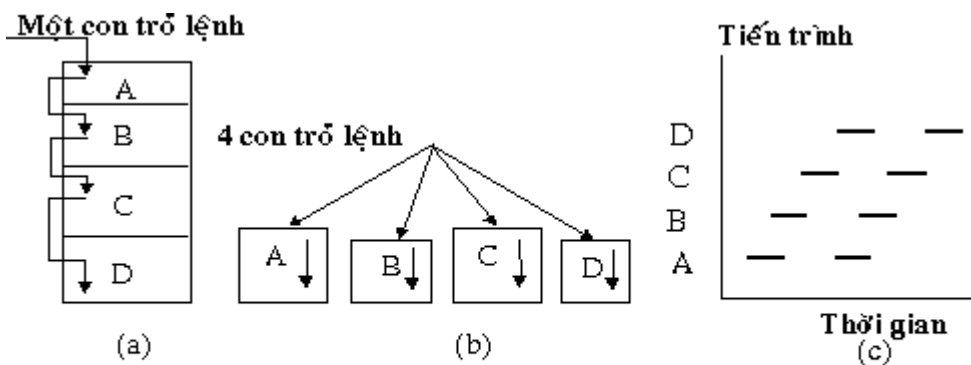 Một con trỏ lệnh
A
B
C
D
(a)
4 con trỏ lệnh
A
B
C
D
(b)
Tiến trình
D
C
B
A
Thời gian
(c)